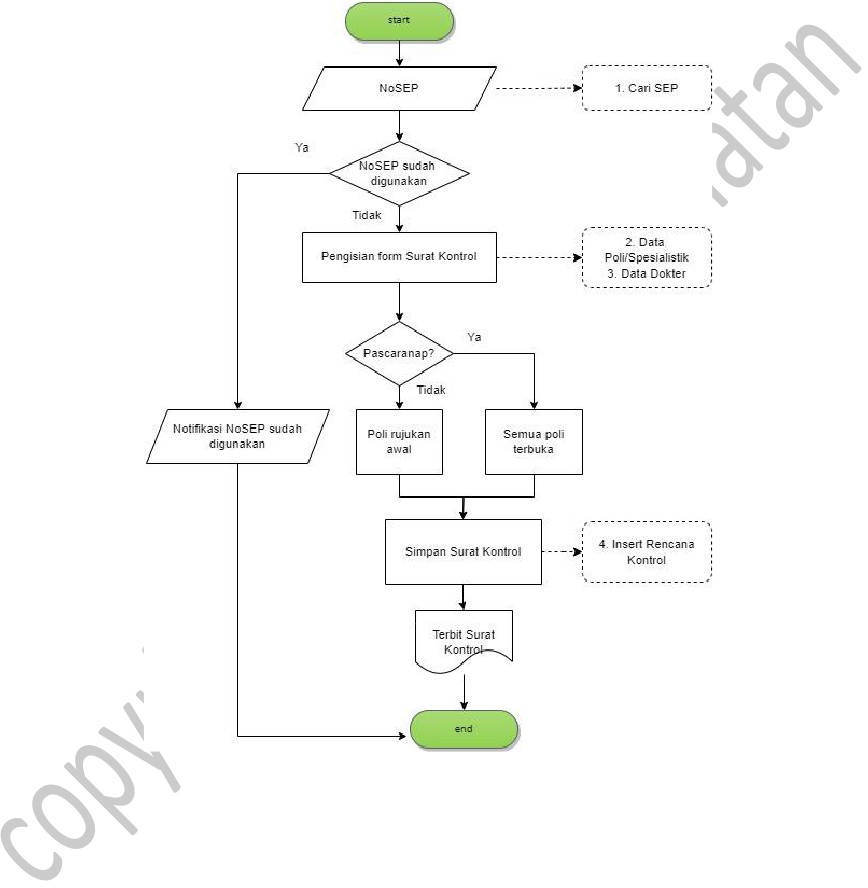 start
NoSEP
1. Cari SEP
Ya
NoSEP sudah
digunakan
Tidak
Pengisian form Surat Kontrol
2. Data
Poli/Spesialistik
3. Data Dokter
Pascaranap?
Ya
Tidak
Notifikasi NoSEP sudah
digunakan
Poli rujukan
awal
Semua poli
terbuka
Simpan Surat Kontrol
4. Insert Rencana
Kontrol
Terbit Surat
Kontrol
end